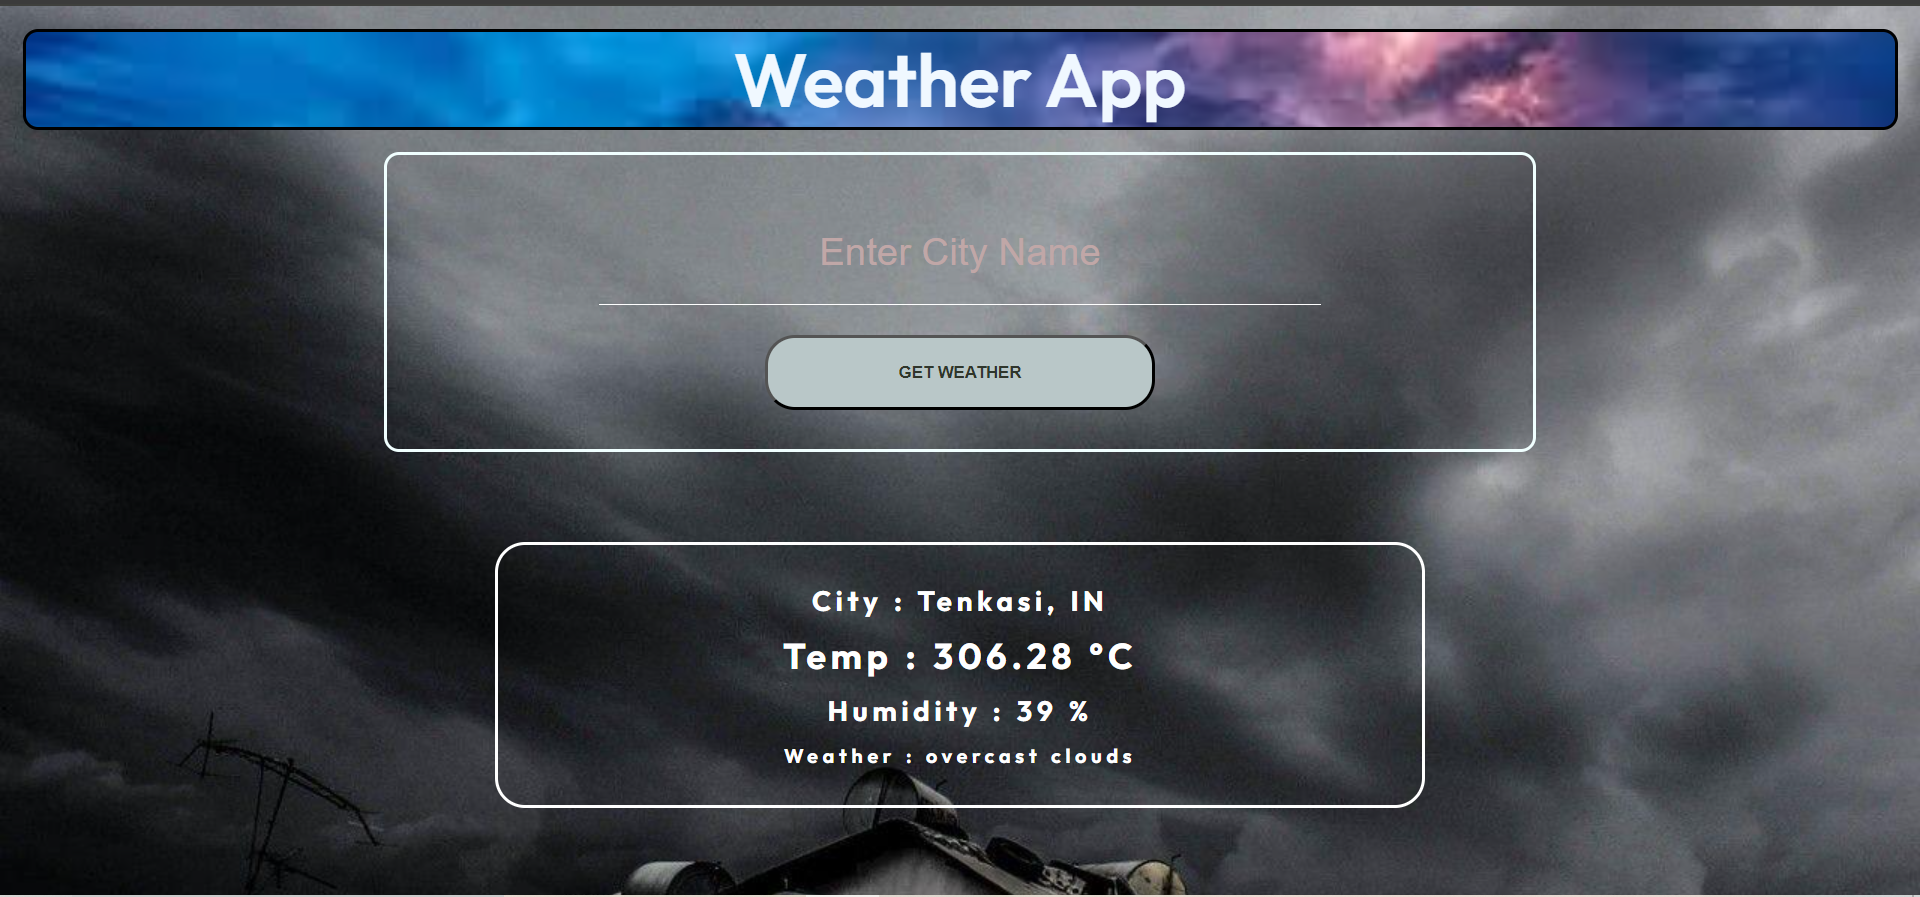 Weather App
Enter City Name
GET WEATHER
City : Tenkasi, IN
Temp : 306.28 °C
Humidity : 39 %
Weather : overcast clouds